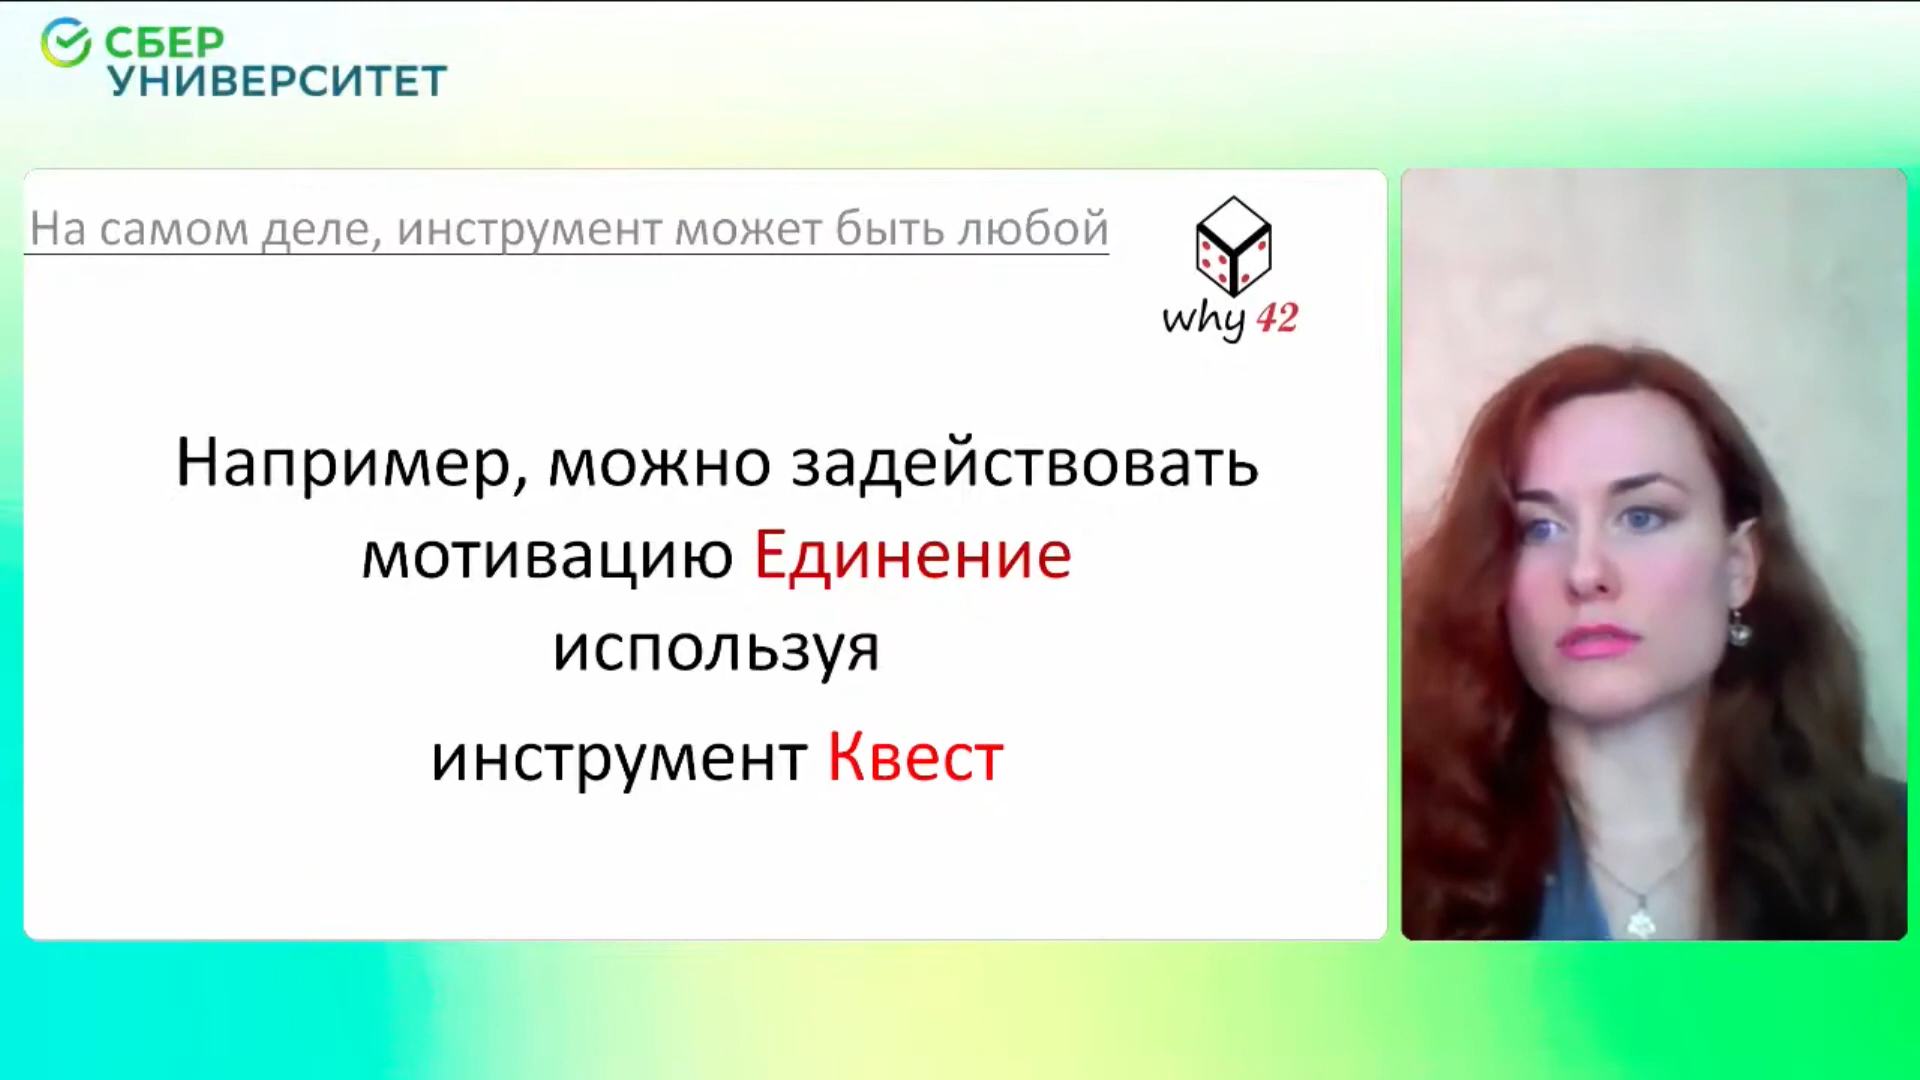 СБЕР
УНИВЕРСИТЕТ
На самом деле, инструмент может быть любой
why 42
Например, можно задействовать
мотивацию Единение
используя
инструмент Квест